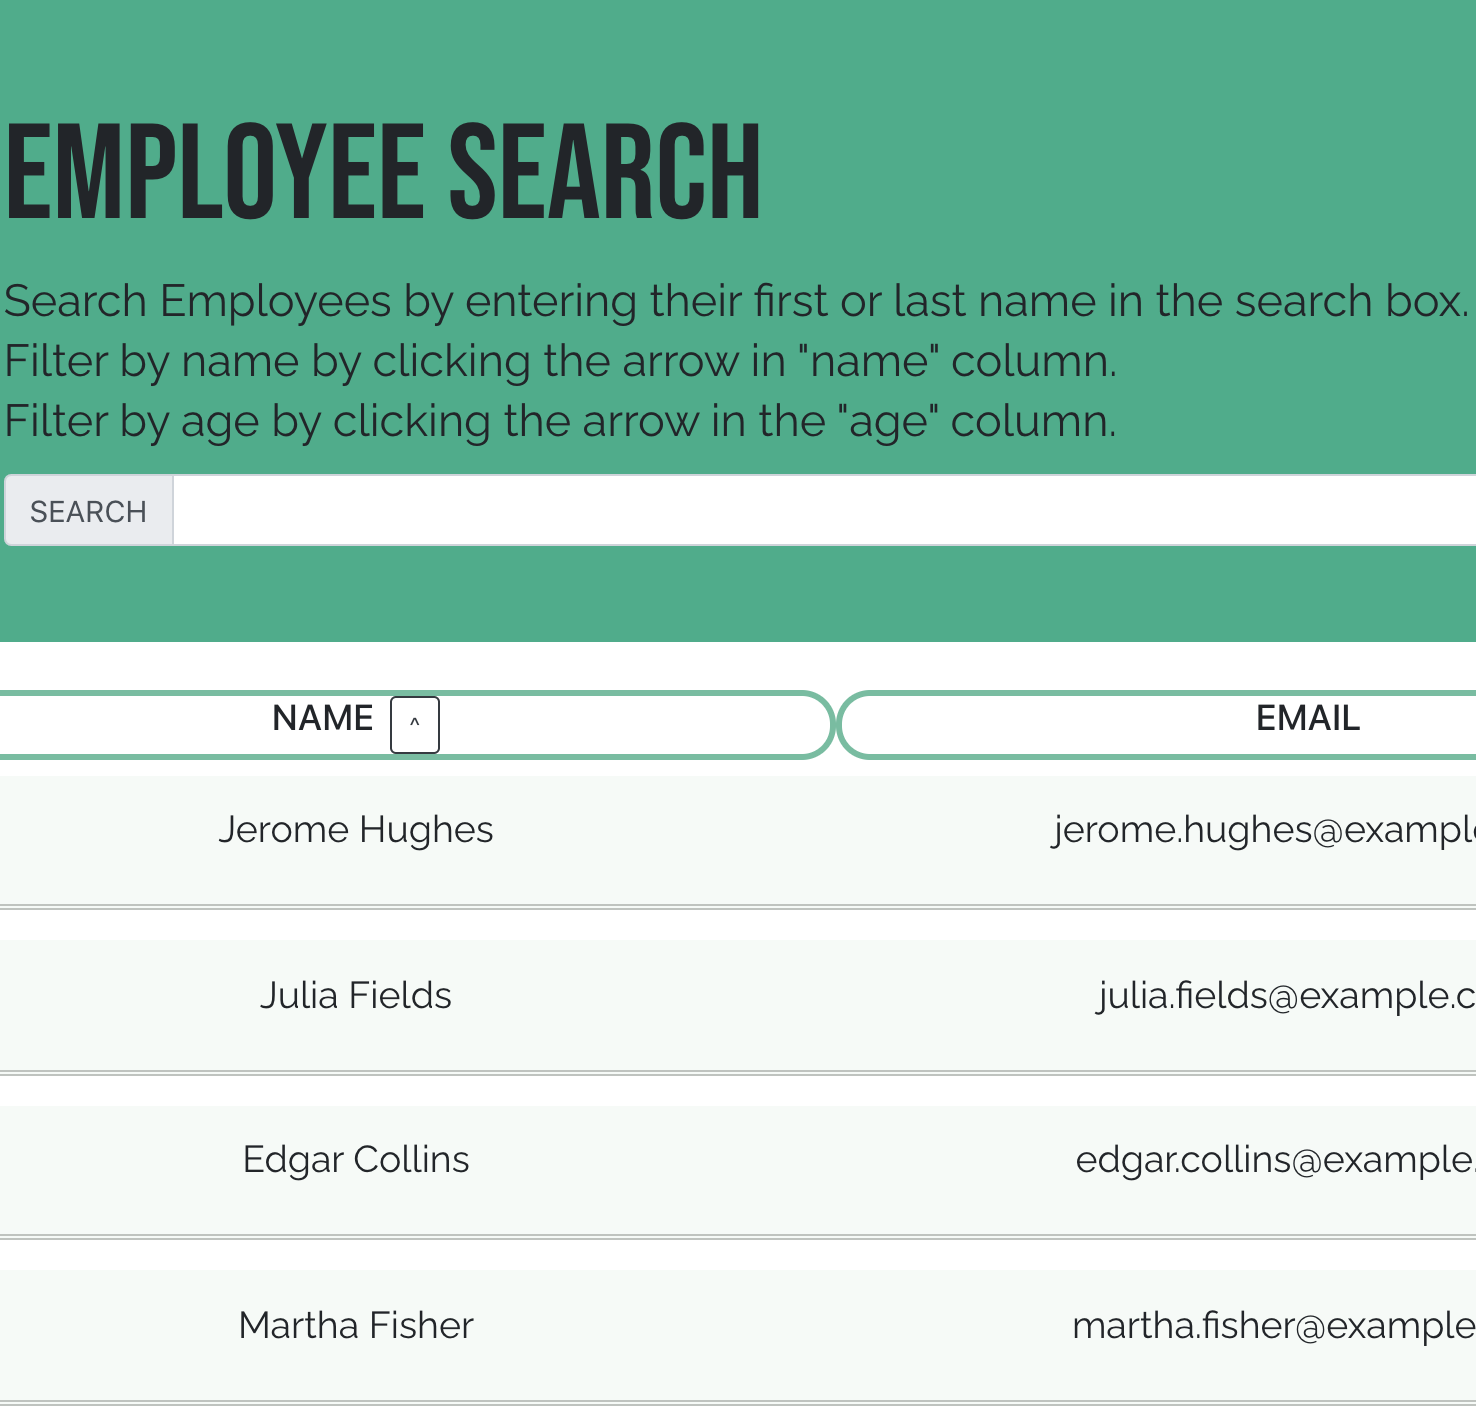 EMPLOYEE SEARCH
Search Employees by entering their first or last name in the search box.
Filter by name by clicking the arrow in "name" column.
Filter by age by clicking the arrow in the "age" column.
SEARCH
NAME ^ EMAIL
Jerome Hughes jerome.hughes@exampl
Julia Fields julia.fields@example.c
Edgar Collins edgar.collins@example.
Martha Fisher martha.fisher@example